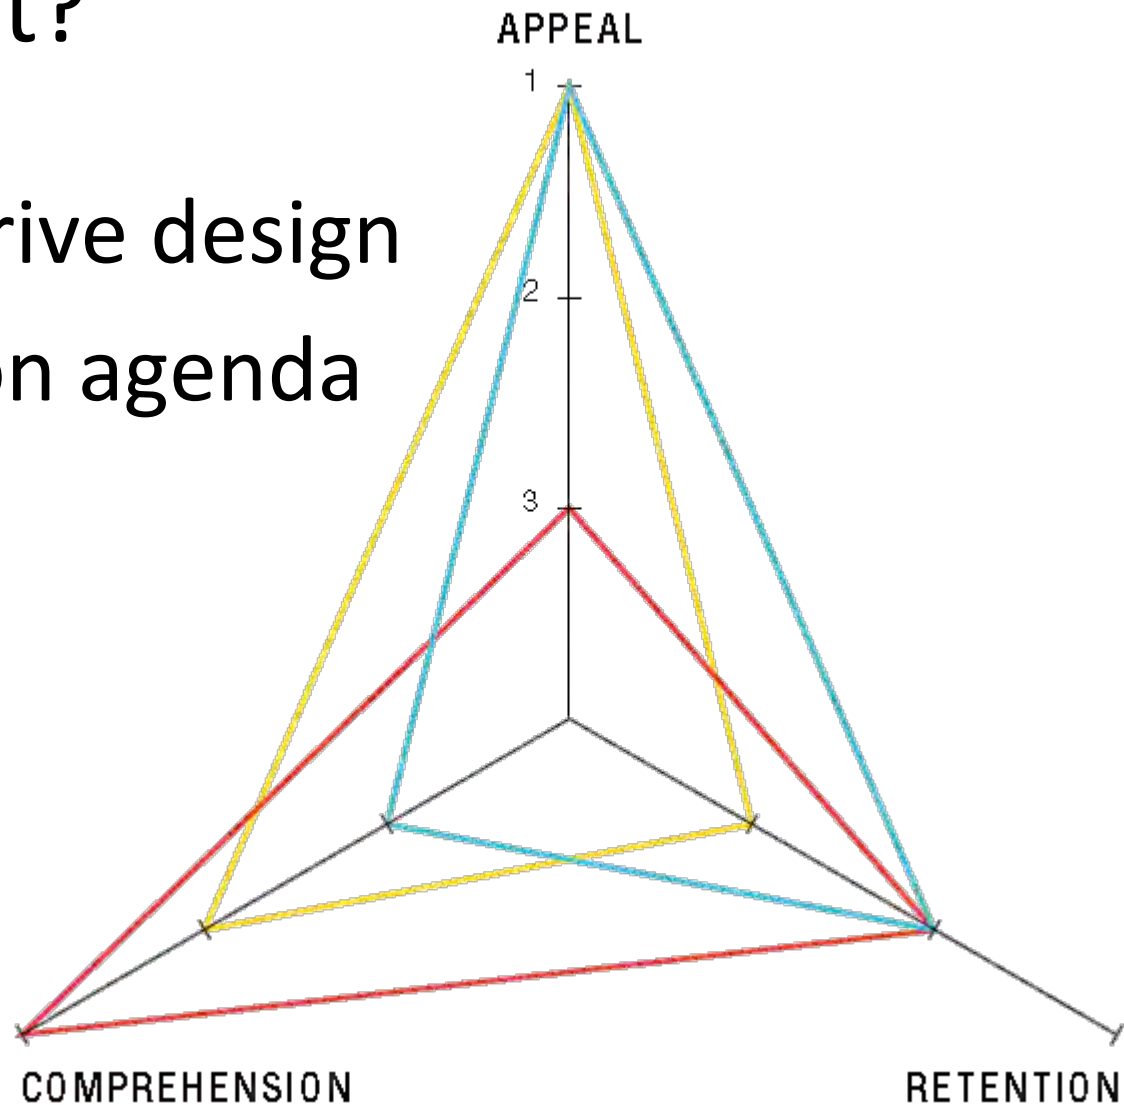 t?
APPEAL
1
rive design
2
on agenda
3
COMPREHENSION
RETENTION